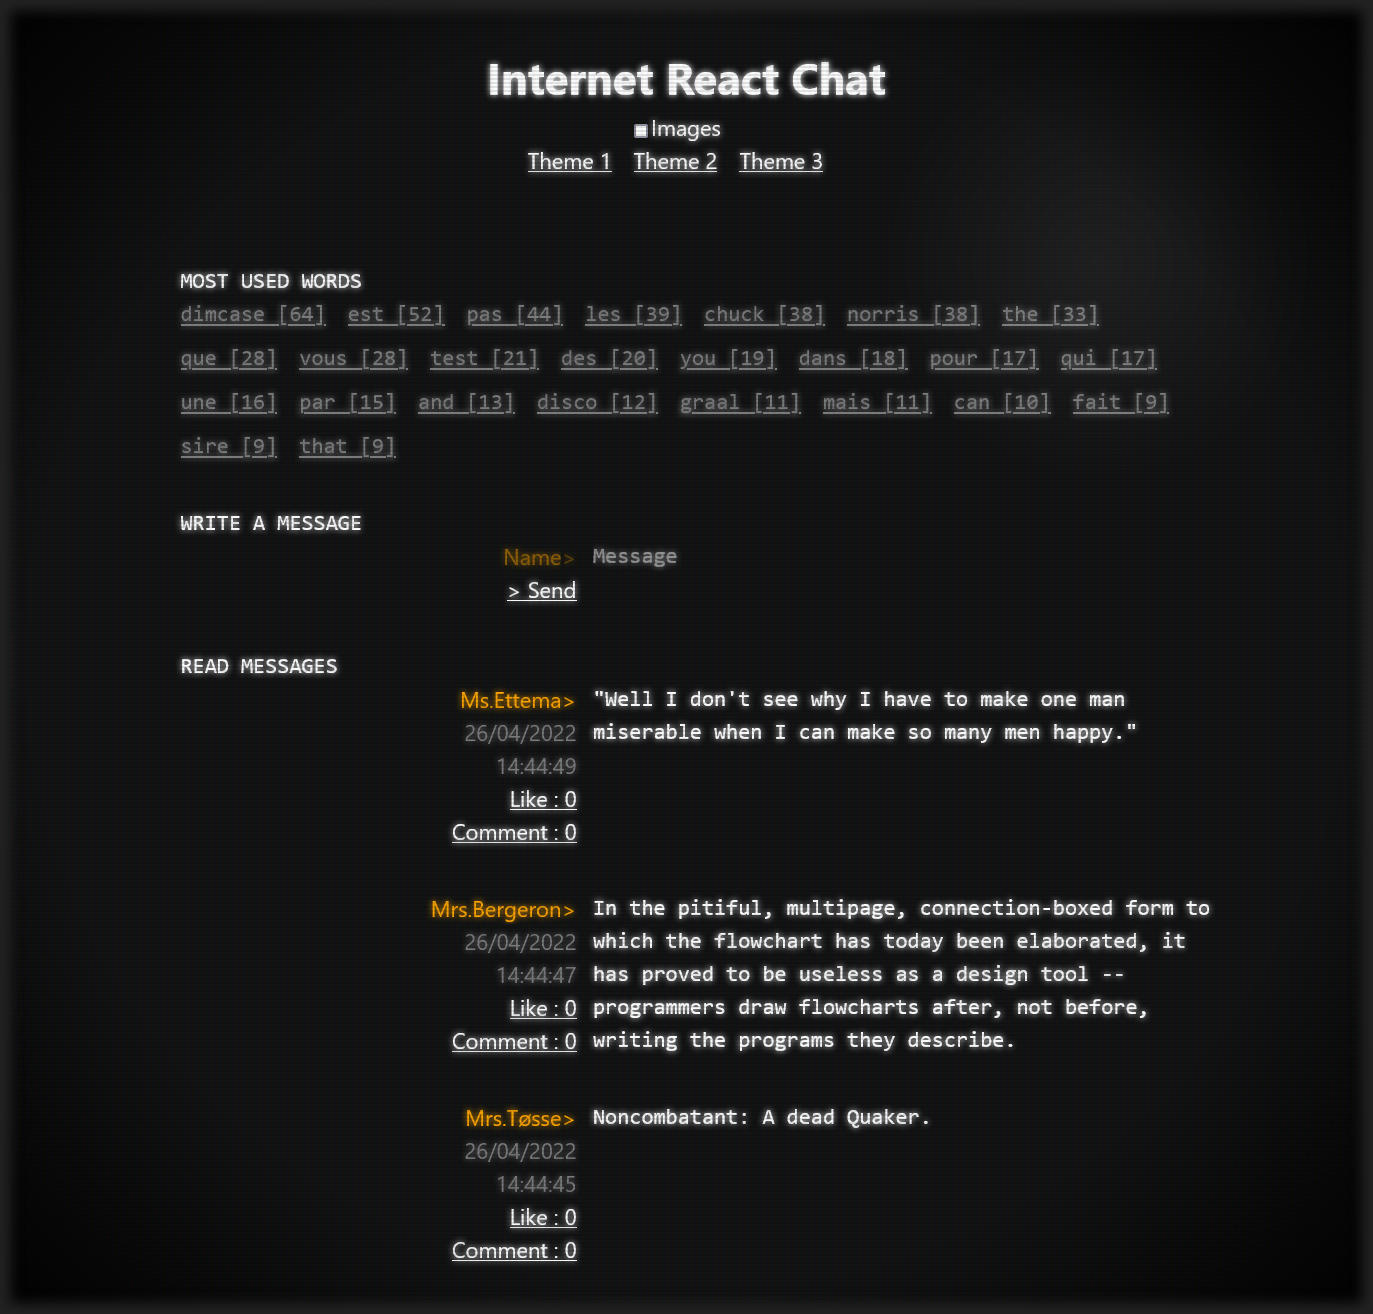 Internet React Chat
Images
Theme 1 Theme 2 Theme 3
MOST USED WORDS
dimcase [64] est [52] pas [44] les [39] chuck [38] norris [38] the [33]
que [28] vous [28] test [21] des [20] you [19] dans [18] pour [17] qui [17]
une [16] par [15] and [13] disco [12] graal [11] mais [11] can [10] fait [9]
sire [9] that [9]
WRITE A MESSAGE
Name> Message
> Send
READ MESSAGES
Ms.Ettema> "Well I don't see why I have to make one man
26/04/2022 miserable when I can make so many men happy."
14:44:49
Like : 0
Comment : 0
Mrs.Bergeron> In the pitiful, multipage, connection-boxed form to
26/04/2022 which the flowchart has today been elaborated, it
14:44:47 has proved to be useless as a design tool --
Like : 0 programmers draw flowcharts after, not before,
Comment : 0 writing the programs they describe.
Mrs.Tøsse> Noncombatant: A dead Quaker.
26/04/2022
14:44:45
Like : 0
Comment : 0